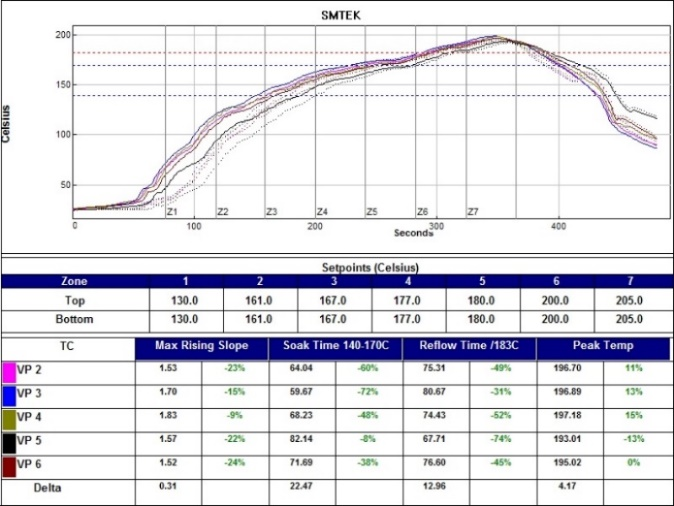 SMTEK
200
150
100
50
Celsius
0 100 200 300 400
Z1 Z2 Z3 Z4 Z5 Z6 Z7
Seconds
Setpoints (Celsius)
Zone 1 2 3 4 5 6 7
Top 130.0 161.0 167.0 177.0 180.0 200.0 205.0
Bottom 130.0 161.0 167.0 177.0 180.0 200.0 205.0
TC Max Rising Slope Soak Time 140-170C Reflow Time /183C Peak Temp
VP 2 1.53 -23% 64.04 -60% 75.31 -49% 196.70 11%
VP 3 1.70 -15% 59.67 -72% 80.67 -31% 196.89 13%
VP 4 1.83 -9% 68.23 -48% 74.43 -52% 197.18 15%
VP 5 1.57 -22% 82.14 -8% 67.71 -74% 193.01 -13%
VP 6 1.52 -24% 71.69 -38% 76.60 -45% 195.02 0%
Delta 0.31 22.47 12.96 4.17